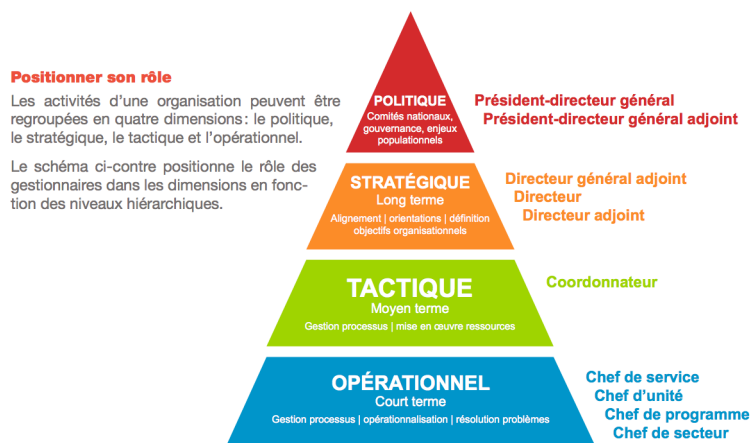 Positionner son rôle
Les activités d'une organisation peuvent être
regroupées en quatre dimensions : le politique,
le stratégique, le tactique et l'opérationnel.
Le schéma ci-contre positionne le rôle des
gestionnaires dans les dimensions en fonc-
tion des niveaux hiérarchiques.
POLITIQUE
Comités nationaux,
gouvernance, enjeux
populationnels
Président-directeur général
Président-directeur général adjoint
STRATÉGIQUE
Long terme
Alignement | orientations | définition
objectifs organisationnels
Directeur général adjoint
Directeur
Directeur adjoint
TACTIQUE
Moyen terme
Gestion processus | mise en œuvre ressources
Coordonnateur
OPÉRATIONNEL
Court terme
Gestion processus | opérationnalisation | résolution problèmes
Chef de service
Chef d'unité
Chef de programme
Chef de secteur